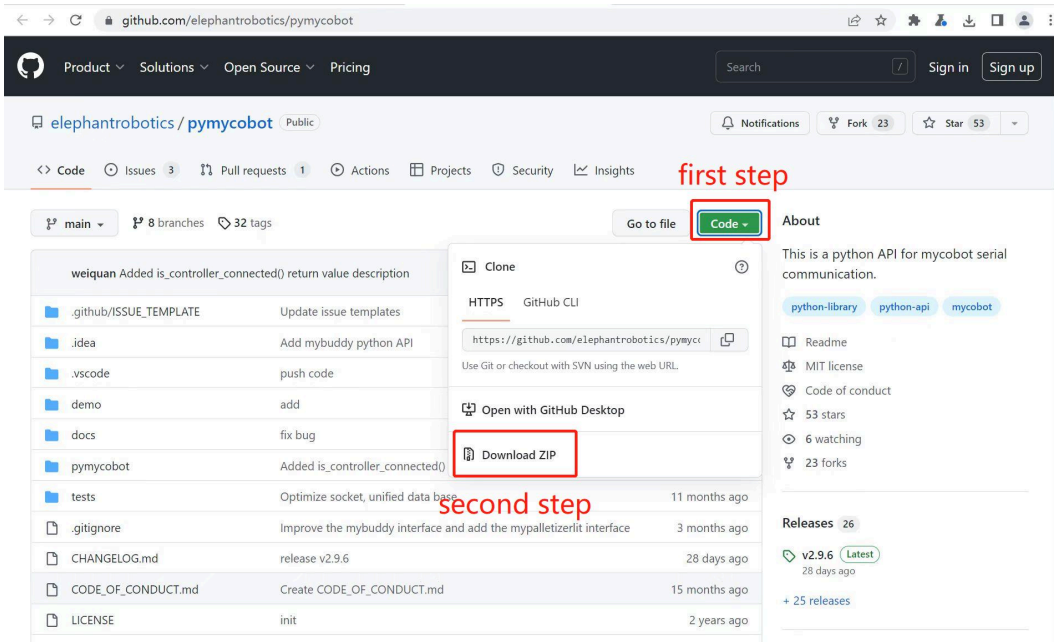 github.com/elephantrobotics/pymycobot
Product Solutions Open Source Pricing Search / Sign in Sign up
elephantrobotics / pymycobot Public Notifications Fork 23 Star 53
<> Code Issues 3 Pull requests 1 Actions Projects Security Insights
first step
main 8 branches 32 tags Go to file Code
About
This is a python API for mycobot serial
communication.
python-library python-api mycobot
Readme
MIT license
Code of conduct
53 stars
6 watching
23 forks
Releases 26
v2.9.6 Latest
28 days ago
+ 25 releases
weiquan Added is_controller_connected() return value description
.github/ISSUE_TEMPLATE Update issue templates
.idea Add mybuddy python API
.vscode push code
demo add
docs fix bug
pymycobot Added is_controller_connected()
tests Optimize socket, unified data base 11 months ago
.gitignore Improve the mybuddy interface and add the mypalletizerlit interface 3 months ago
CHANGELOG.md release v2.9.6 28 days ago
CODE_OF_CONDUCT.md Create CODE_OF_CONDUCT.md 15 months ago
LICENSE init 2 years ago
Clone
HTTPS GitHub CLI
https://github.com/elephantrobotics/pymyc
Use Git or checkout with SVN using the web URL.
Open with GitHub Desktop
Download ZIP
second step